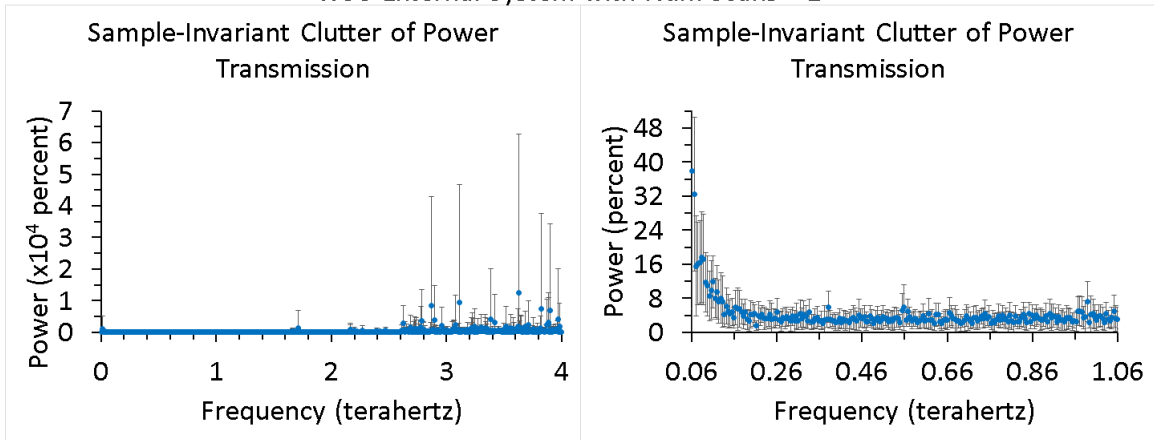 Sample-Invariant Clutter of Power
Transmission
7
6
5
4
3
2
1
0
Power (x10⁴ percent)
0 1 2 3 4
Frequency (terahertz)
Sample-Invariant Clutter of Power
Transmission
48
40
32
24
16
8
0
Power (percent)
0.06 0.26 0.46 0.66 0.86 1.06
Frequency (terahertz)